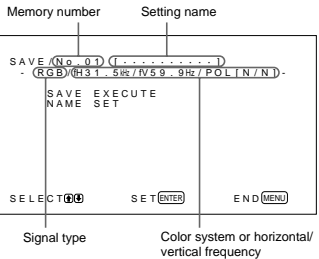 Memory number Setting name
SAVE/No.01 [..........]
- RGB/fH31.5kHz/fV59.9Hz/POL[N/N]-
SAVE EXECUTE
NAME SET
SELECT SET ENTER END MENU
Signal type Color system or horizontal/
vertical frequency